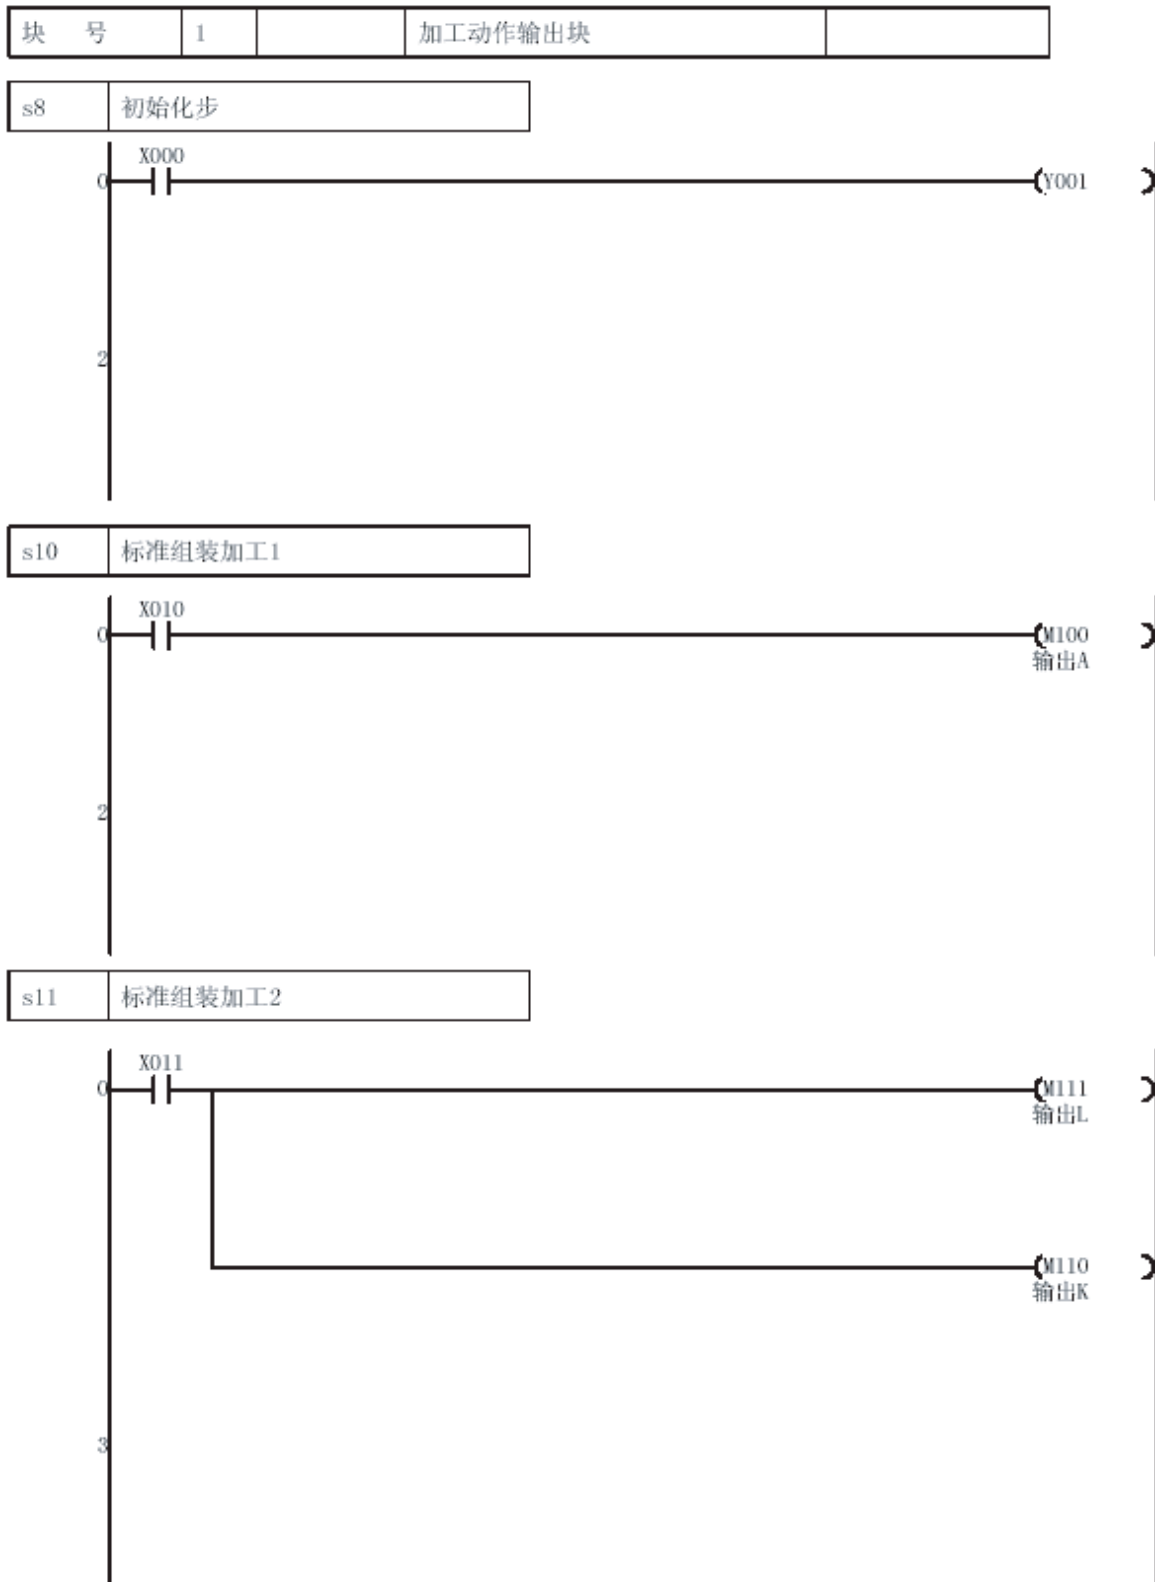 块 号 1 加工动作输出块
s8 初始化步
X000
0 Y001
2
s10 标准组装加工1
X010
0 M100
输出A
2
s11 标准组装加工2
X011
0 M111
输出L
M110
输出K
3